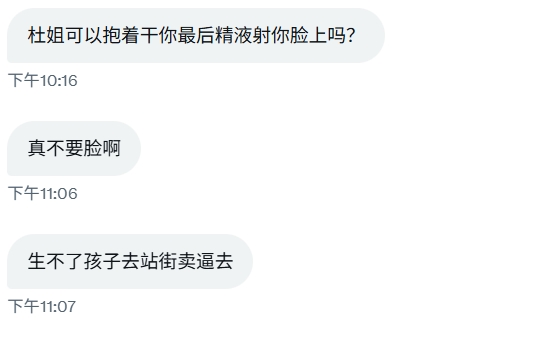 杜姐可以抱着干你最后精液射你脸上吗？
下午10:16
真不要脸啊
下午11:06
生不了孩子去站街卖逼去
下午11:07